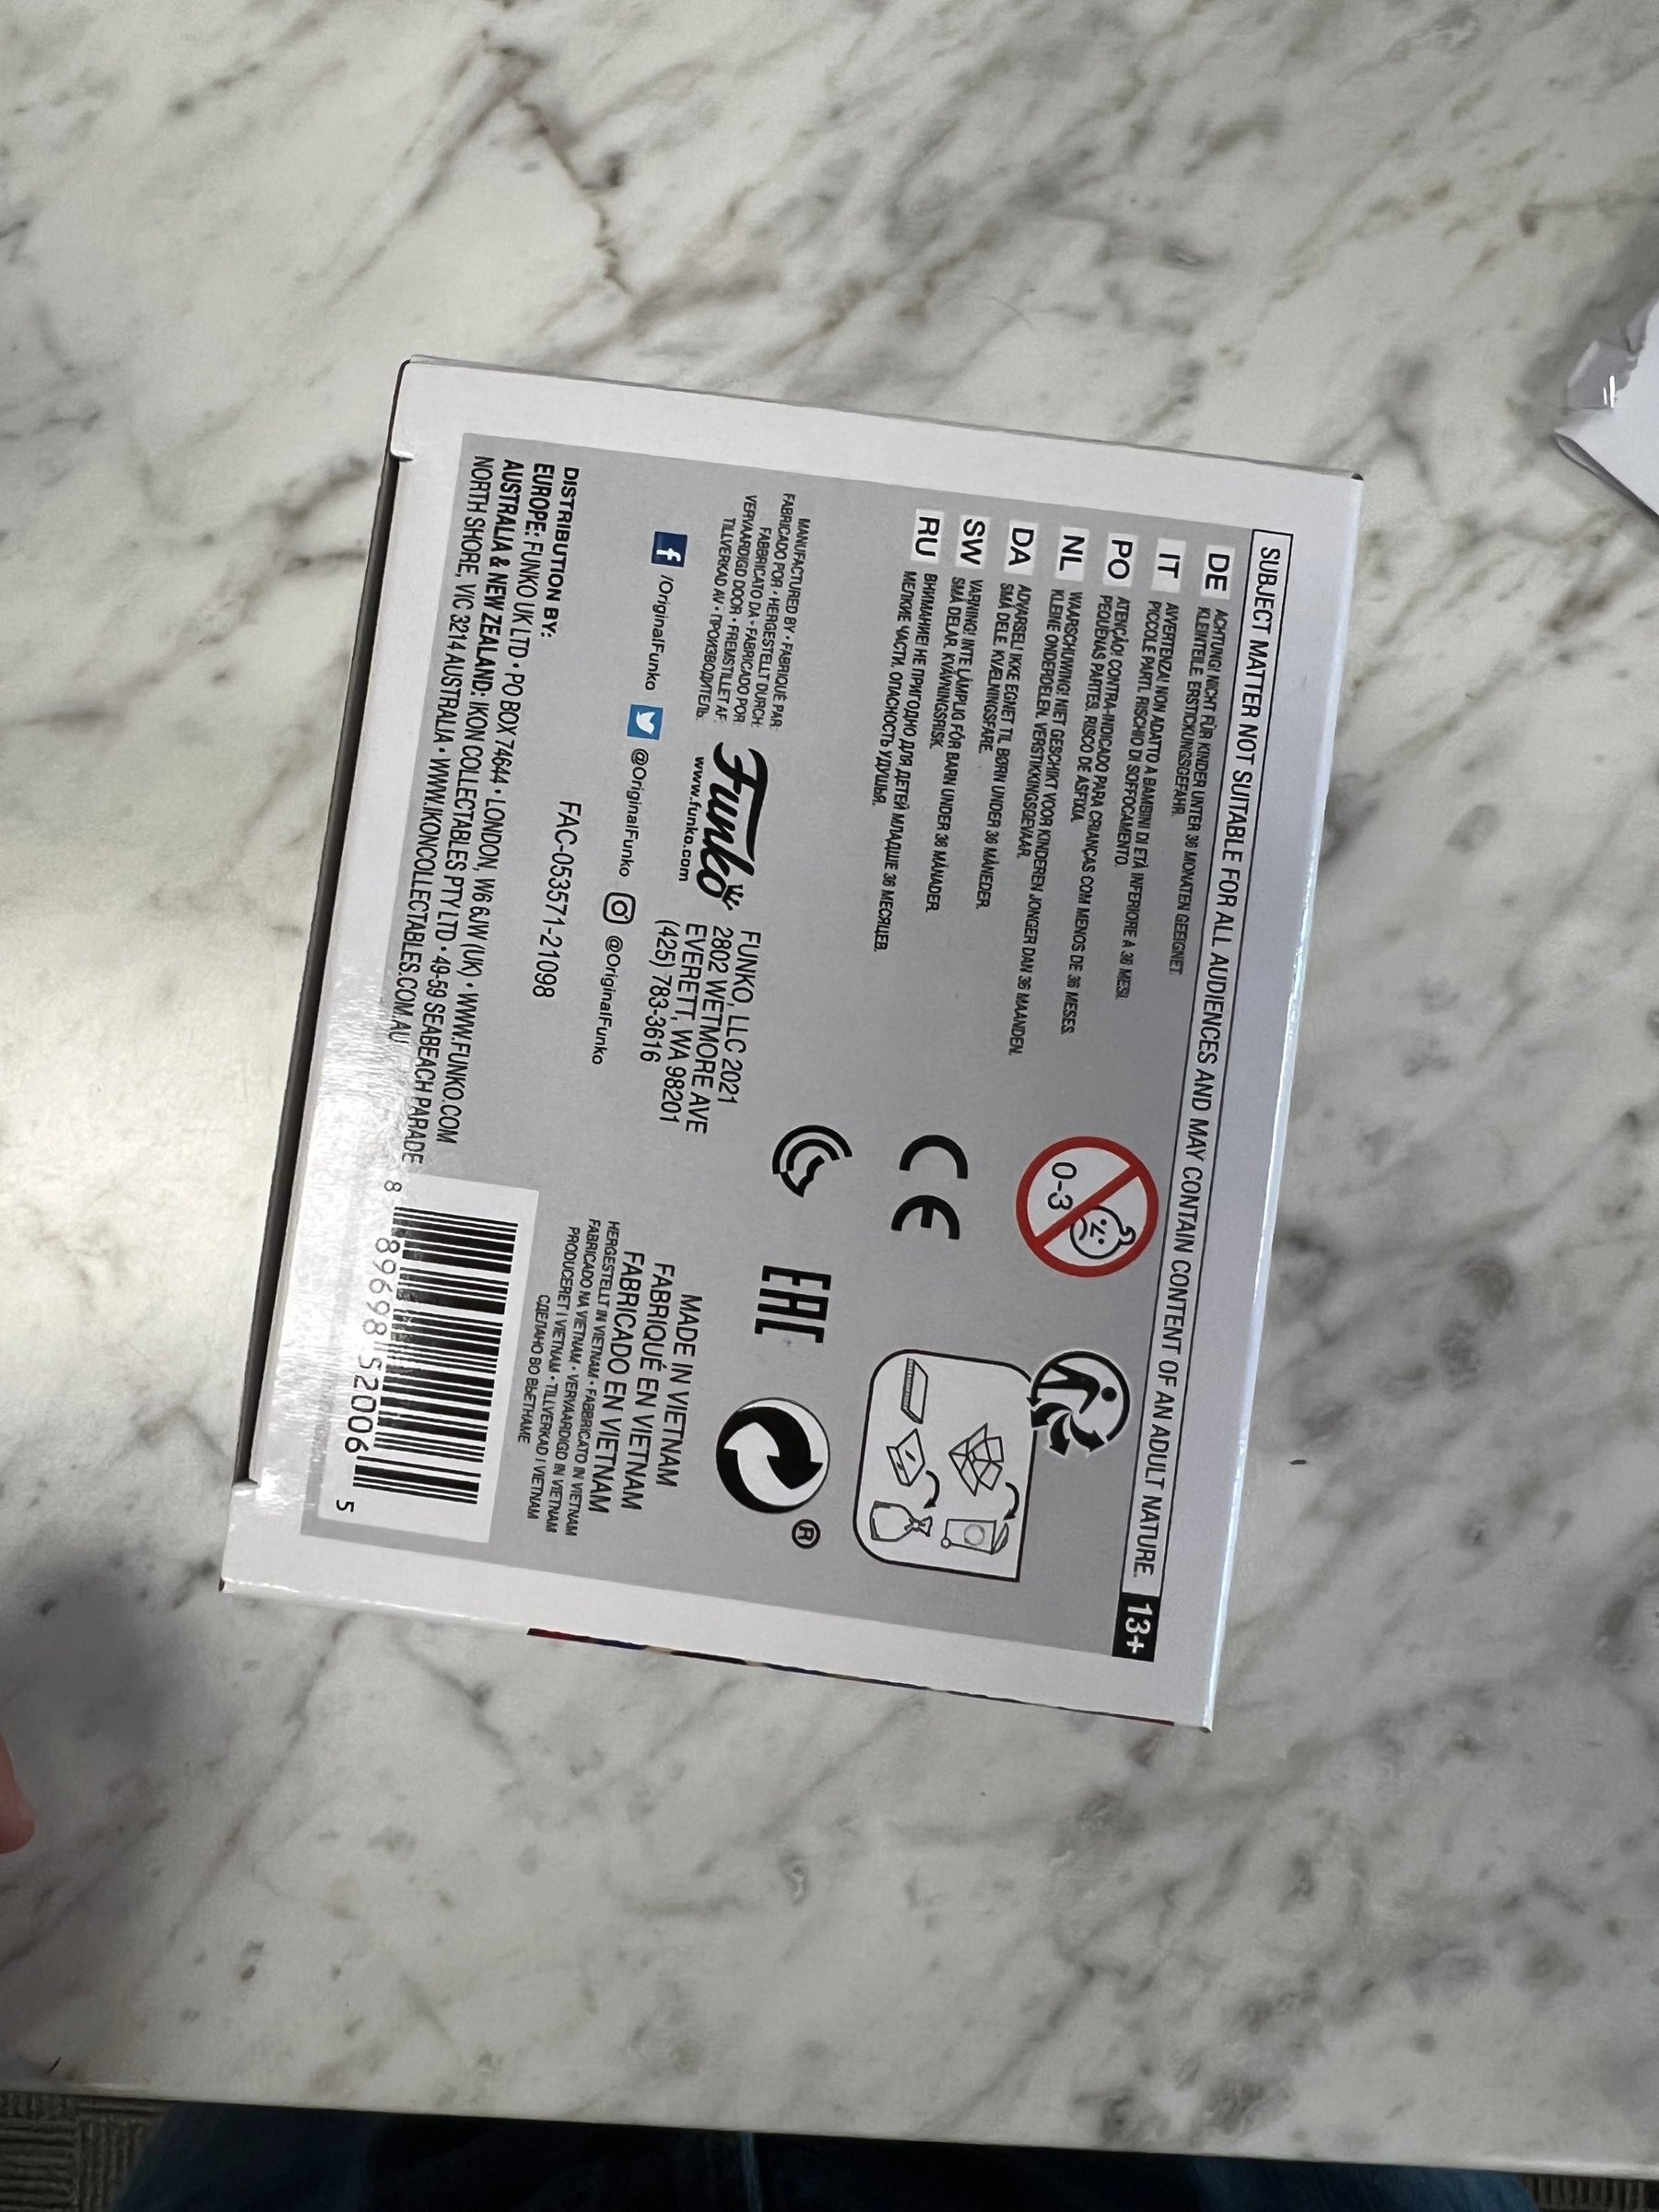 SUBJECT MATTER NOT SUITABLE FOR ALL AUDIENCES AND MAY CONTAIN CONTENT OF AN ADULT NATURE. 13+
DE ACHTUNG! NICHT FÜR KINDER UNTER 36 MONATEN GEEIGNET.
KLEINTEILE. ERSTICKUNGSGEFAHR.
IT AVVERTENZA! NON ADATTO A BAMBINI DI ETÀ INFERIORE A 36 MESI.
PICCOLE PARTI. RISCHIO DI SOFFOCAMENTO.
PO ATENÇÃO! CONTRA-INDICADO PARA CRIANÇAS COM MENOS DE 36 MESES.
PEQUENAS PARTES. RISCO DE ASFIXIA.
NL WAARSCHUWING! NIET GESCHIKT VOOR KINDEREN JONGER DAN 36 MAANDEN.
KLEINE ONDERDELEN. VERSTIKKINGSGEVAAR.
DA ADVARSEL! IKKE EGNET TIL BØRN UNDER 36 MÅNEDER.
SMÅ DELE. KVÆLNINGSFARE.
SW VARNING! INTE LÄMPLIG FÖR BARN UNDER 36 MÅNADER.
SMÅ DELAR. KVÄVNINGSRISK.
RU ВНИМАНИЕ! НЕ ПРИГОДНО ДЛЯ ДЕТЕЙ МЛАДШЕ 36 МЕСЯЦЕВ.
МЕЛКИЕ ЧАСТИ. ОПАСНОСТЬ УДУШЬЯ.
0-3
CE
EAC
®
MANUFACTURED BY • FABRIQUÉ PAR:
FABRICADO POR • HERGESTELLT DURCH:
FABBRICATO DA • FABRICADO POR:
VERVAARDIGD DOOR • FREMSTILLET AF:
TILLVERKAD AV • ПРОИЗВОДИТЕЛЬ:
Funko
www.funko.com
FUNKO, LLC 2021
2802 WETMORE AVE
EVERETT, WA 98201
(425) 783-3616
/OriginalFunko @OriginalFunko @OriginalFunko
FAC-053571-21098
MADE IN VIETNAM
FABRIQUÉ EN VIETNAM
FABRICADO EN VIETNAM
HERGESTELLT IN VIETNAM • FABBRICATO IN VIETNAM
FABRICADO NA VIETNAM • VERVAARDIGD IN VIETNAM
PRODUCERET I VIETNAM • TILLVERKAD I VIETNAM
СДЕЛАНО ВО ВЬЕТНАМЕ
DISTRIBUTION BY:
EUROPE: FUNKO UK LTD • PO BOX 74644 • LONDON, W6 6JW (UK) • WWW.FUNKO.COM
AUSTRALIA & NEW ZEALAND: IKON COLLECTABLES PTY LTD • 49-59 SEABEACH PARADE
NORTH SHORE, VIC 3214 AUSTRALIA • WWW.IKONCOLLECTABLES.COM.AU
8 89698 52006 5